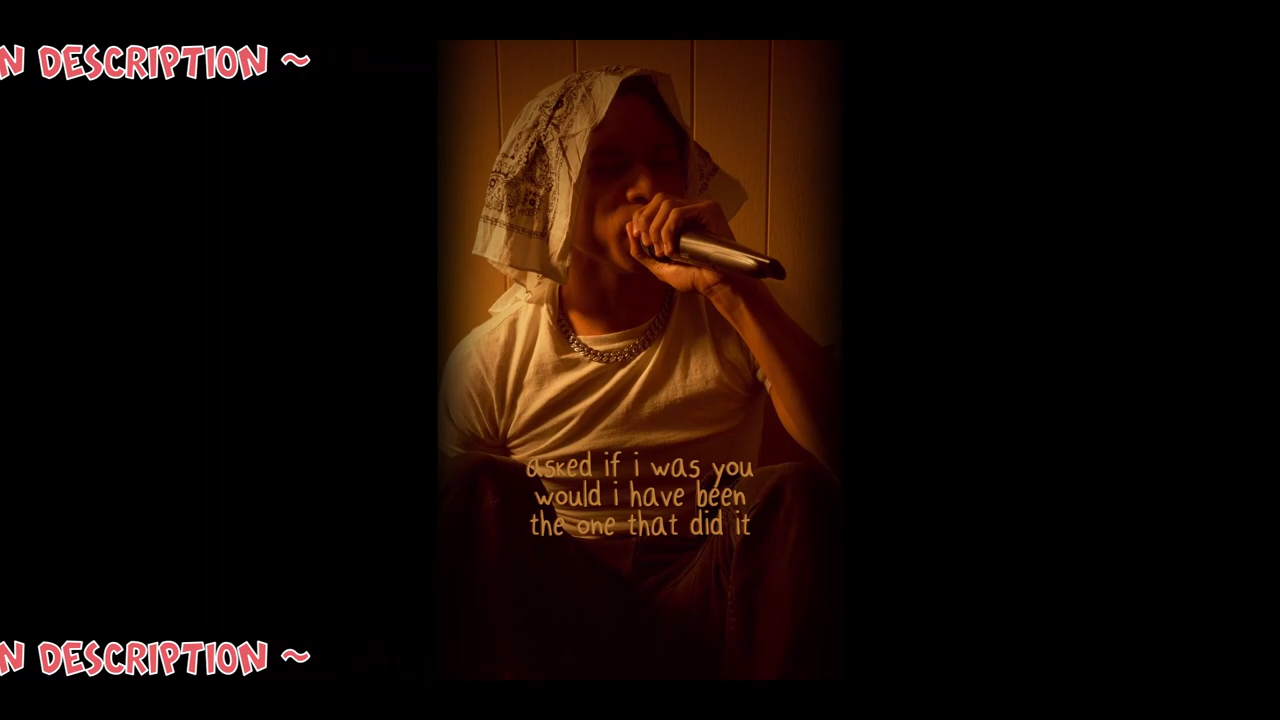 N DESCRIPTION ~
asked if i was you
would i have been
the one that did it
N DESCRIPTION ~